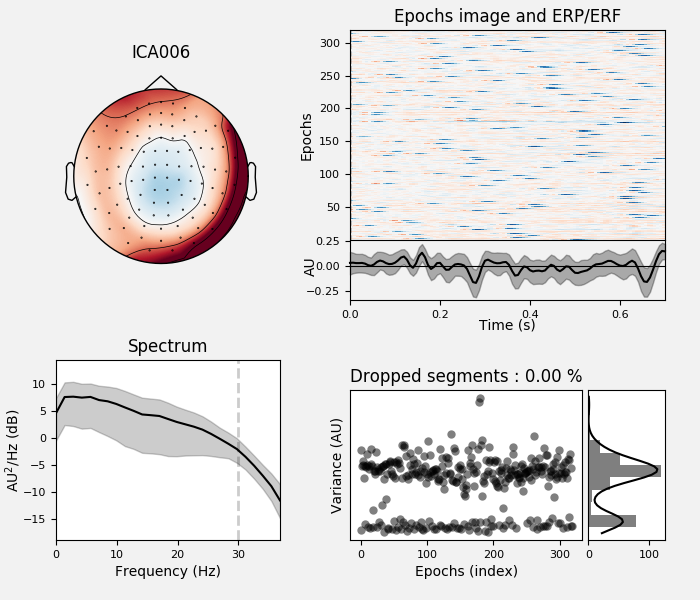 ICA006
Epochs image and ERP/ERF
300
250
200
150
100
50
Epochs
0.25
0.00
−0.25
AU
0.0 0.2 0.4 0.6
Time (s)
Spectrum
10
5
0
−5
−10
−15
AU²/Hz (dB)
0 10 20 30
Frequency (Hz)
Dropped segments : 0.00 %
Variance (AU)
0 100 200 300
Epochs (index)
0 100